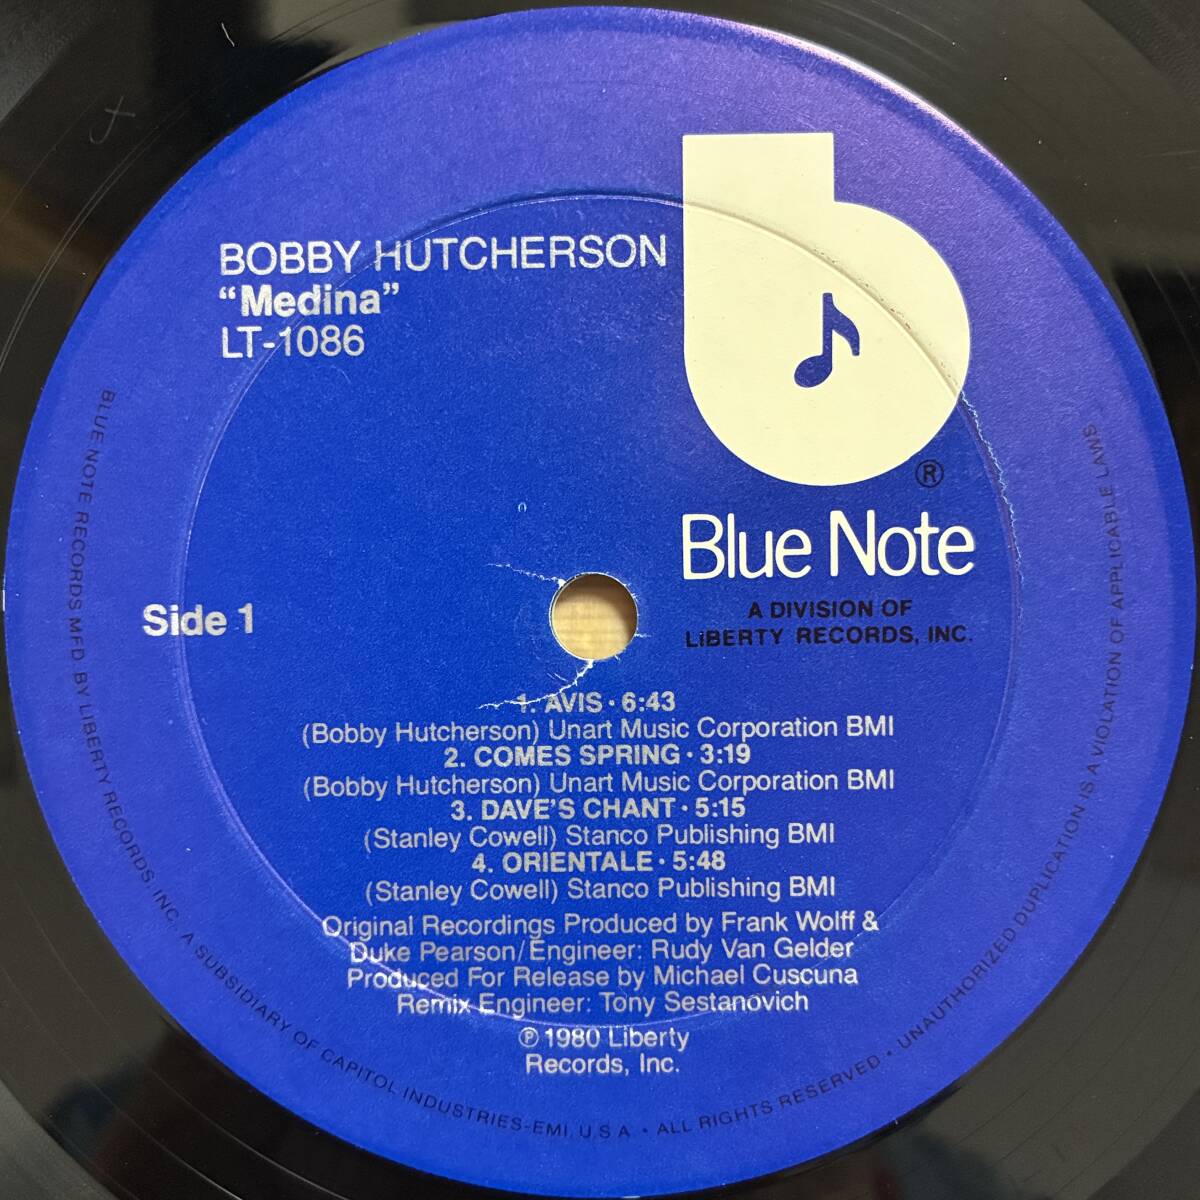 BOBBY HUTCHERSON
“Medina”
LT-1086
®
Blue Note
A DIVISION OF
LIBERTY RECORDS, INC.
Side 1
1. AVIS · 6:43
(Bobby Hutcherson) Unart Music Corporation BMI
2. COMES SPRING · 3:19
(Bobby Hutcherson) Unart Music Corporation BMI
3. DAVE'S CHANT · 5:15
(Stanley Cowell) Stanco Publishing BMI
4. ORIENTALE · 5:48
(Stanley Cowell) Stanco Publishing BMI
Original Recordings Produced by Frank Wolff &
Duke Pearson/Engineer: Rudy Van Gelder
Produced For Release by Michael Cuscuna
Remix Engineer: Tony Sestanovich
℗ 1980 Liberty
Records, Inc.
BLUE NOTE RECORDS MFD. BY LIBERTY RECORDS, INC. A SUBSIDIARY OF CAPITOL INDUSTRIES-EMI, U.S.A. · ALL RIGHTS RESERVED · UNAUTHORIZED DUPLICATION IS A VIOLATION OF APPLICABLE LAWS